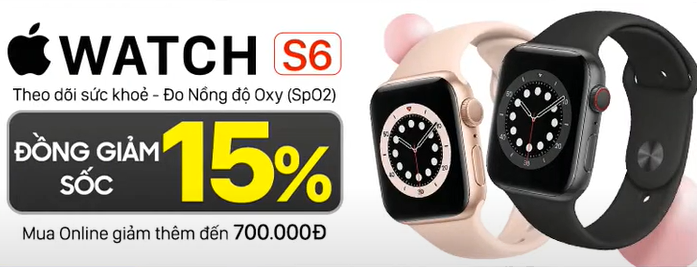 WATCH S6
Theo dõi sức khoẻ - Đo Nồng độ Oxy (SpO2)
ĐỒNG GIẢM
SỐC
15%
Mua Online giảm thêm đến 700.000Đ